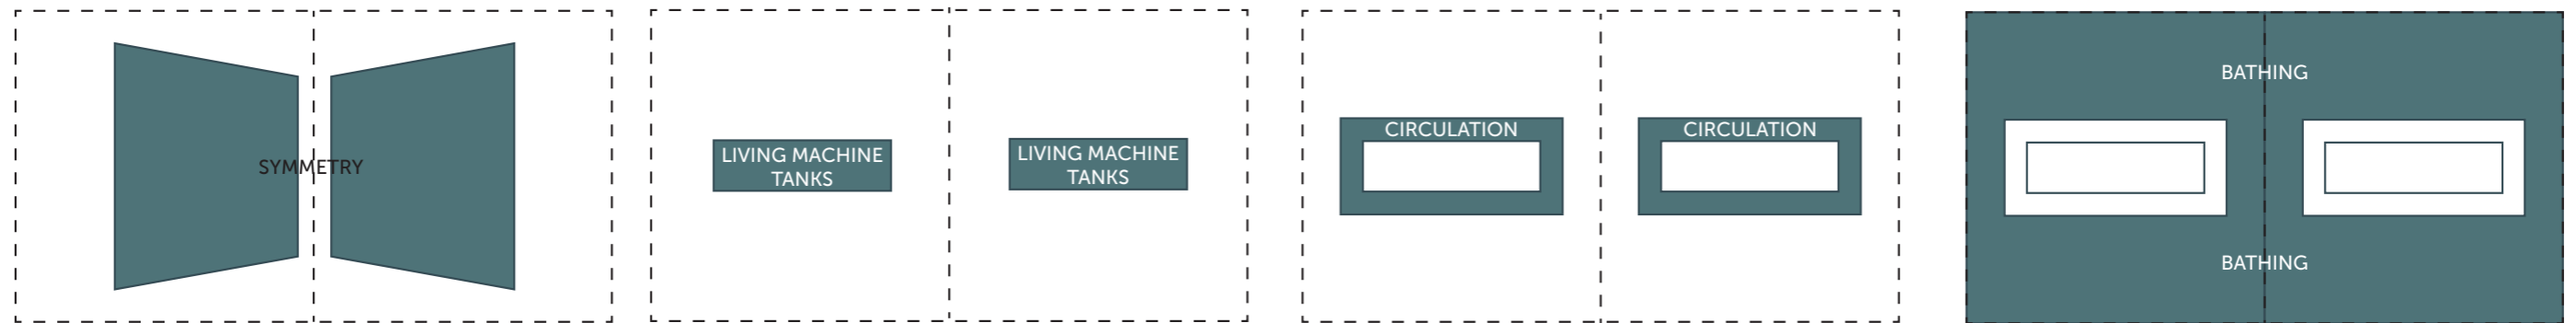 SYMMETRY
LIVING MACHINE
TANKS
LIVING MACHINE
TANKS
CIRCULATION
CIRCULATION
BATHING
BATHING